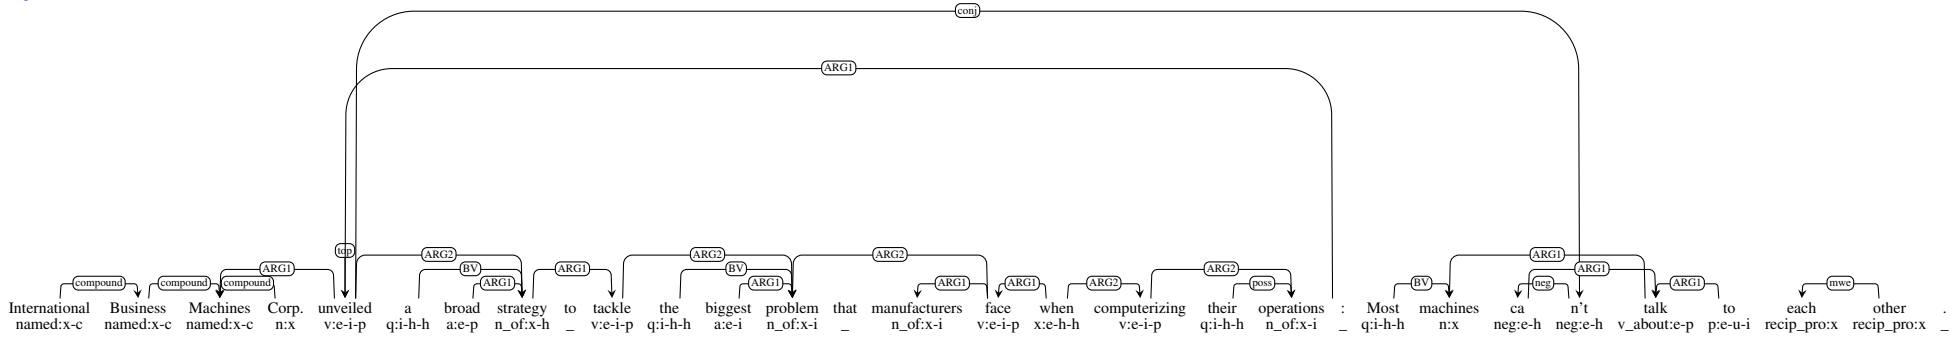 conj
ARG1
top ARG2 ARG2 ARG2 ARG1
ARG1 BV ARG1 BV ARG2 ARG1
compound compound compound ARG1 ARG1 ARG1 ARG1 ARG2 poss BV neg ARG1 mwe
International Business Machines Corp. unveiled a broad strategy to tackle the biggest problem that manufacturers face when computerizing their operations : Most machines ca n't talk to each other .
named:x-c named:x-c named:x-c n:x v:e-i-p q:i-h-h a:e-p n_of:x-h _ v:e-i-p q:i-h-h a:e-i n_of:x-i _ n_of:x-i v:e-i-p x:e-h-h v:e-i-p q:i-h-h n_of:x-i _ q:i-h-h n:x neg:e-h neg:e-h v_about:e-p p:e-u-i recip_pro:x recip_pro:x _